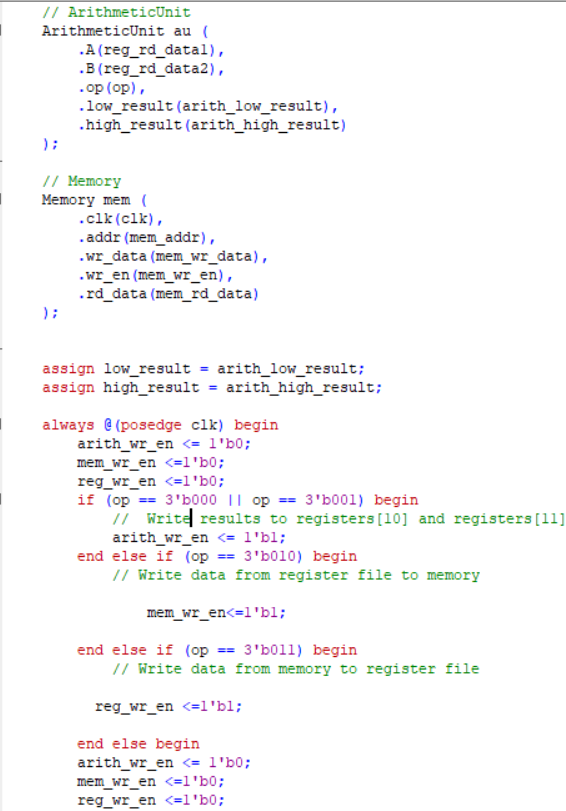 // ArithmeticUnit
ArithmeticUnit au (
.A(reg_rd_data1),
.B(reg_rd_data2),
.op(op),
.low_result(arith_low_result),
.high_result(arith_high_result)
);
// Memory
Memory mem (
.clk(clk),
.addr(mem_addr),
.wr_data(mem_wr_data),
.wr_en(mem_wr_en),
.rd_data(mem_rd_data)
);
assign low_result = arith_low_result;
assign high_result = arith_high_result;
always @(posedge clk) begin
arith_wr_en <= 1'b0;
mem_wr_en <=1'b0;
reg_wr_en <=1'b0;
if (op == 3'b000 || op == 3'b001) begin
//  Write results to registers[10] and registers[11]
arith_wr_en <= 1'b1;
end else if (op == 3'b010) begin
// Write data from register file to memory
mem_wr_en<=1'b1;
end else if (op == 3'b011) begin
// Write data from memory to register file
reg_wr_en <=1'b1;
end else begin
arith_wr_en <= 1'b0;
mem_wr_en <=1'b0;
reg_wr_en <=1'b0;